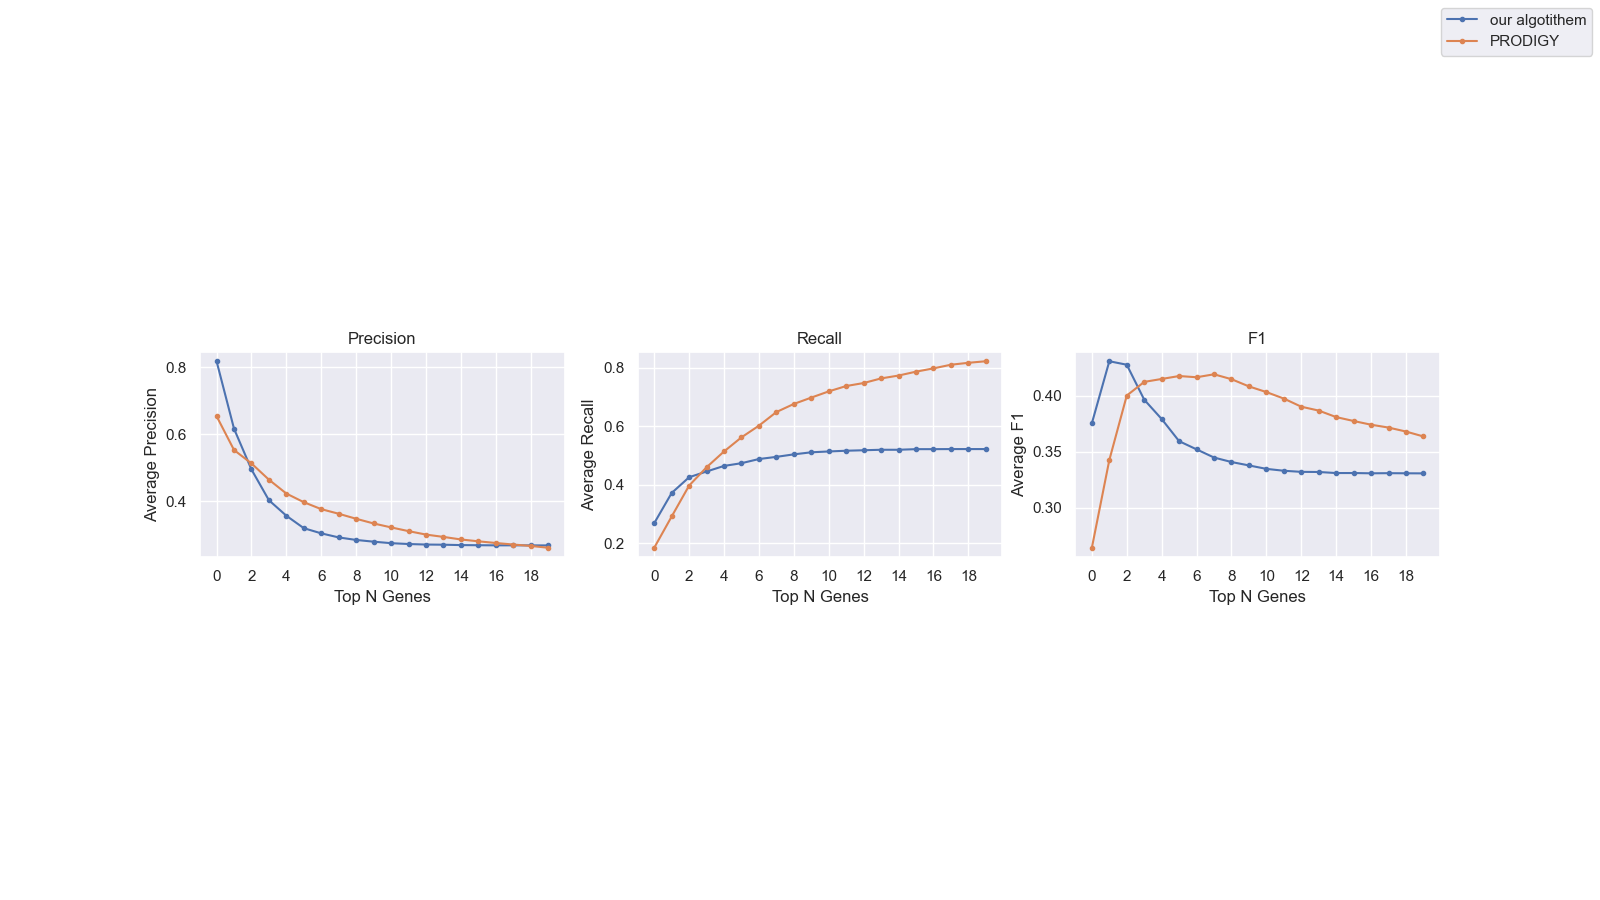 our algotithem
PRODIGY
Precision
Average Precision
0.8
0.6
0.4
0 2 4 6 8 10 12 14 16 18
Top N Genes
Recall
Average Recall
0.8
0.6
0.4
0.2
0 2 4 6 8 10 12 14 16 18
Top N Genes
F1
Average F1
0.40
0.35
0.30
0 2 4 6 8 10 12 14 16 18
Top N Genes